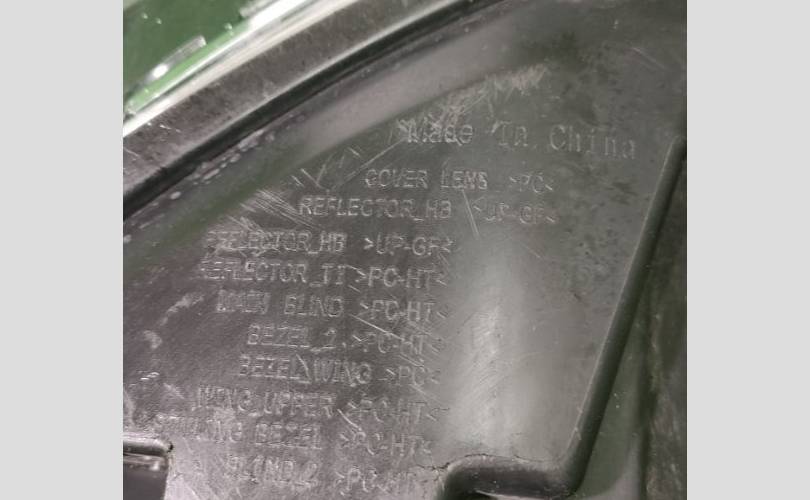 Made In China
COVER LENS >PC<
REFLECTOR_HB >UP-GF<
REFLECTOR_HB >UP-GF<
REFLECTOR_TI >PC-HT<
MAIN BLIND >PC-HT<
BEZEL_2 >PC-HT<
BEZEL_WING >PC<
WING_UPPER >PC-HT<
BEZEL >PC-HT<
BLIND_2 >PC-HT<